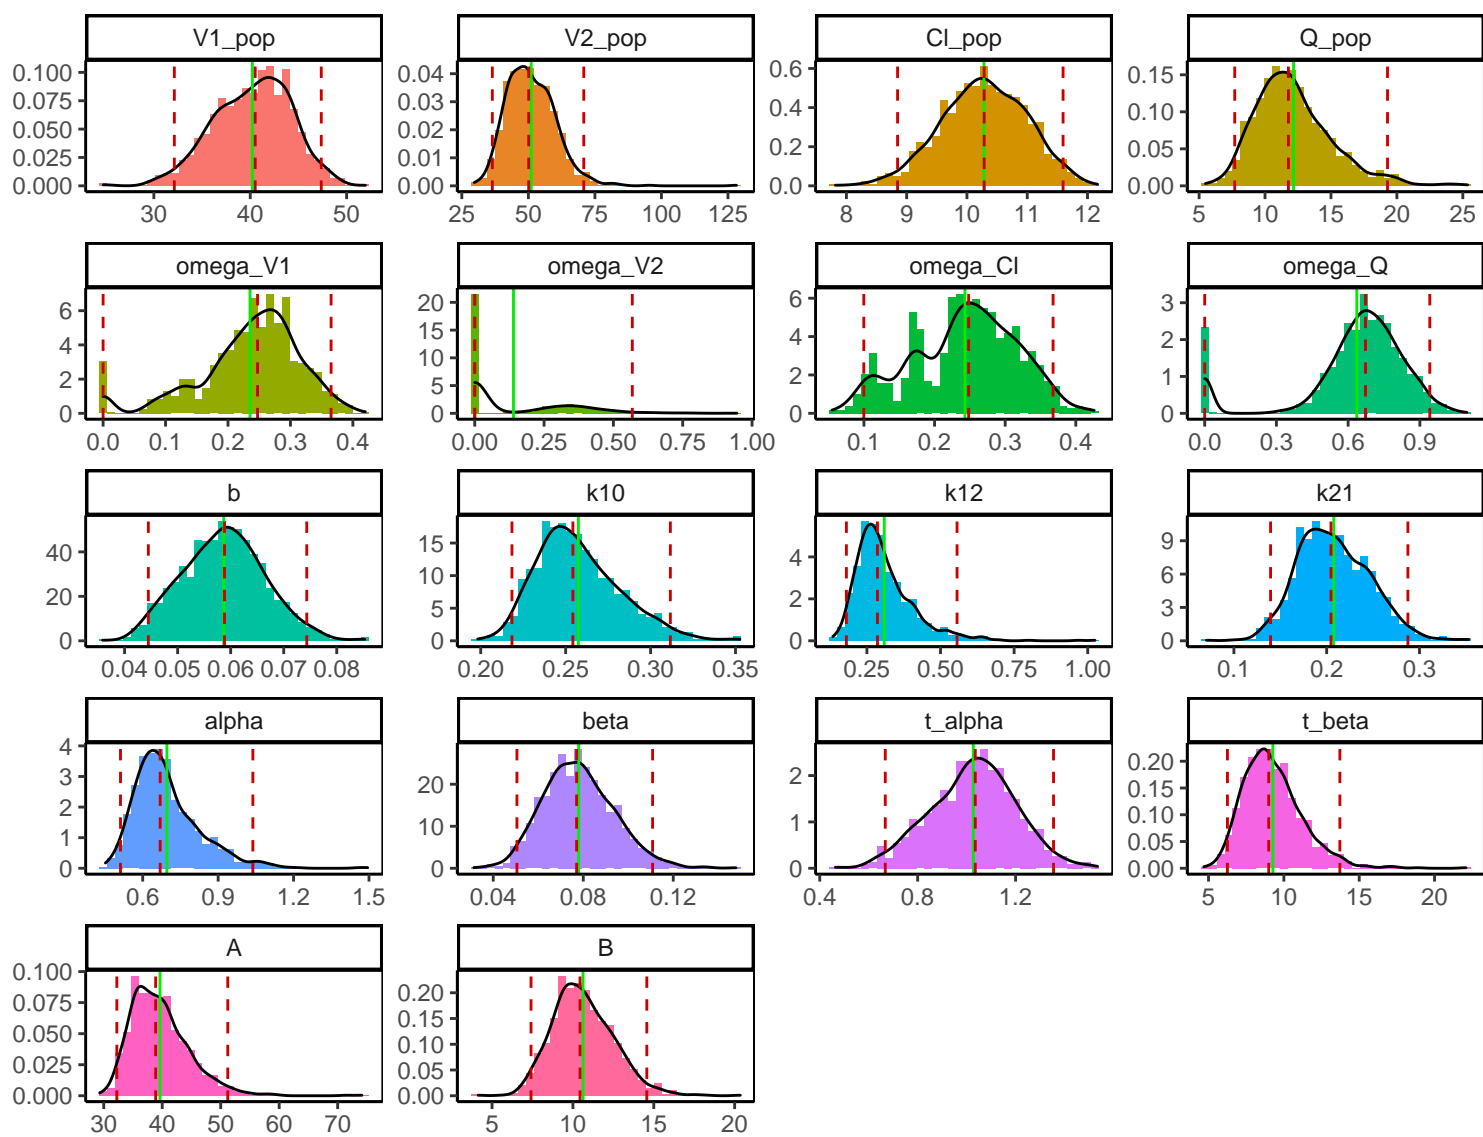 V1_pop V2_pop Cl_pop Q_pop
0.100 0.075 0.050 0.025 0.000
0.04 0.03 0.02 0.01 0.00
0.6 0.4 0.2 0.0
0.15 0.10 0.05 0.00
30 40 50 25 50 75 100 125 8 9 10 11 12 5 10 15 20 25
omega_V1 omega_V2 omega_Cl omega_Q
6 4 2 0
20 15 10 5 0
6 4 2 0
3 2 1 0
0.0 0.1 0.2 0.3 0.4 0.00 0.25 0.50 0.75 1.00 0.1 0.2 0.3 0.4 0.0 0.3 0.6 0.9
b k10 k12 k21
40 20 0
15 10 5 0
4 2 0
9 6 3 0
0.04 0.05 0.06 0.07 0.08 0.20 0.25 0.30 0.35 0.25 0.50 0.75 1.00 0.1 0.2 0.3
alpha beta t_alpha t_beta
4 3 2 1 0
20 10 0
2 1 0
0.20 0.15 0.10 0.05 0.00
0.6 0.9 1.2 1.5 0.04 0.08 0.12 0.4 0.8 1.2 5 10 15 20
A B
0.100 0.075 0.050 0.025 0.000
0.20 0.15 0.10 0.05 0.00
30 40 50 60 70 5 10 15 20